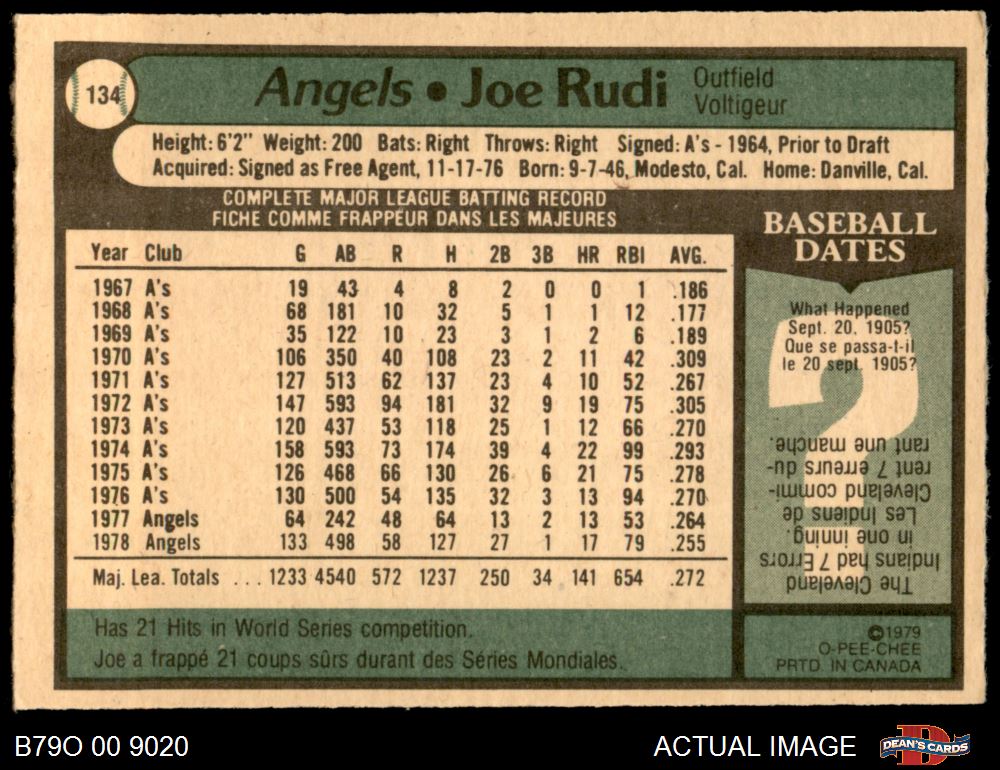 134
Angels • Joe Rudi
Outfield
Voltigeur
Height: 6'2" Weight: 200 Bats: Right Throws: Right Signed: A's - 1964, Prior to Draft
Acquired: Signed as Free Agent, 11-17-76 Born: 9-7-46, Modesto, Cal. Home: Danville, Cal.
COMPLETE MAJOR LEAGUE BATTING RECORD
FICHE COMME FRAPPEUR DANS LES MAJEURES
Year Club G AB R H 2B 3B HR RBI AVG.
1967 A's 19 43 4 8 2 0 0 1 .186
1968 A's 68 181 10 32 5 1 1 12 .177
1969 A's 35 122 10 23 3 1 2 6 .189
1970 A's 106 350 40 108 23 2 11 42 .309
1971 A's 127 513 62 137 23 4 10 52 .267
1972 A's 147 593 94 181 32 9 19 75 .305
1973 A's 120 437 53 118 25 1 12 66 .270
1974 A's 158 593 73 174 39 4 22 99 .293
1975 A's 126 468 66 130 26 6 21 75 .278
1976 A's 130 500 54 135 32 3 13 94 .270
1977 Angels 64 242 48 64 13 2 13 53 .264
1978 Angels 133 498 58 127 27 1 17 79 .255
Maj. Lea. Totals ... 1233 4540 572 1237 250 34 141 654 .272
Has 21 Hits in World Series competition.
Joe a frappé 21 coups sûrs durant des Séries Mondiales.
BASEBALL
DATES
What Happened
Sept. 20, 1905?
Que se passa-t-il
le 20 sept. 1905?
The Cleveland
Indians had 7 Errors
in one inning.
Les Indiens de
Cleveland commi-
rent 7 erreurs du-
rant une manche.
©1979
O-PEE-CHEE
PRTD. IN CANADA
B79O 00 9020
ACTUAL IMAGE
D
DEAN'S CARDS